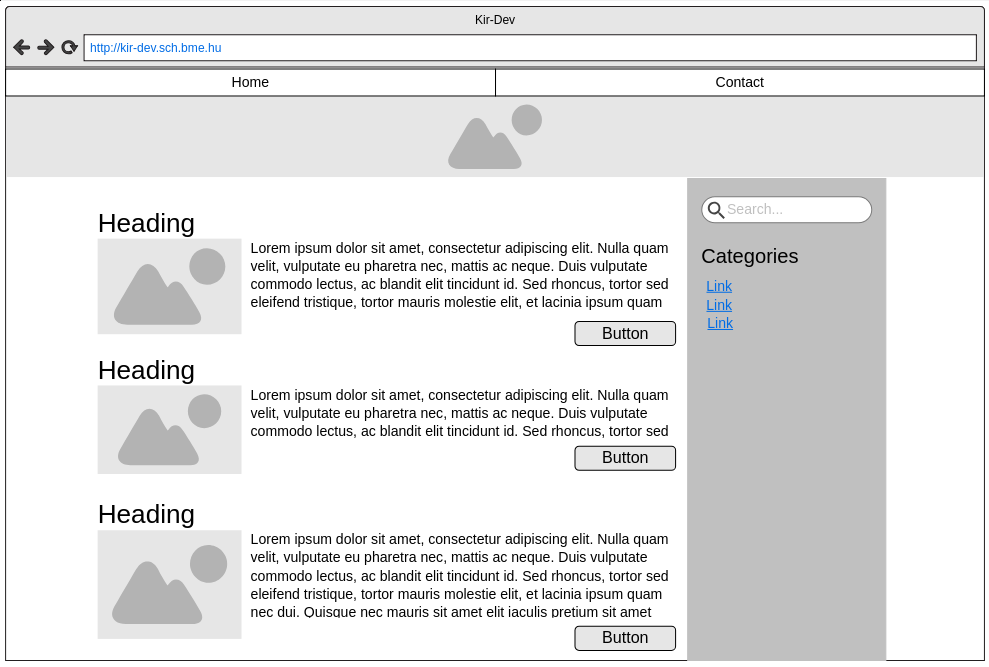 Kir-Dev
http://kir-dev.sch.bme.hu
Home
Contact
Heading
Lorem ipsum dolor sit amet, consectetur adipiscing elit. Nulla quam
velit, vulputate eu pharetra nec, mattis ac neque. Duis vulputate
commodo lectus, ac blandit elit tincidunt id. Sed rhoncus, tortor sed
eleifend tristique, tortor mauris molestie elit, et lacinia ipsum quam
Button
Heading
Lorem ipsum dolor sit amet, consectetur adipiscing elit. Nulla quam
velit, vulputate eu pharetra nec, mattis ac neque. Duis vulputate
commodo lectus, ac blandit elit tincidunt id. Sed rhoncus, tortor sed
Button
Heading
Lorem ipsum dolor sit amet, consectetur adipiscing elit. Nulla quam
velit, vulputate eu pharetra nec, mattis ac neque. Duis vulputate
commodo lectus, ac blandit elit tincidunt id. Sed rhoncus, tortor sed
eleifend tristique, tortor mauris molestie elit, et lacinia ipsum quam
nec dui. Quisque nec mauris sit amet elit iaculis pretium sit amet
Button
Search...
Categories
Link
Link
Link